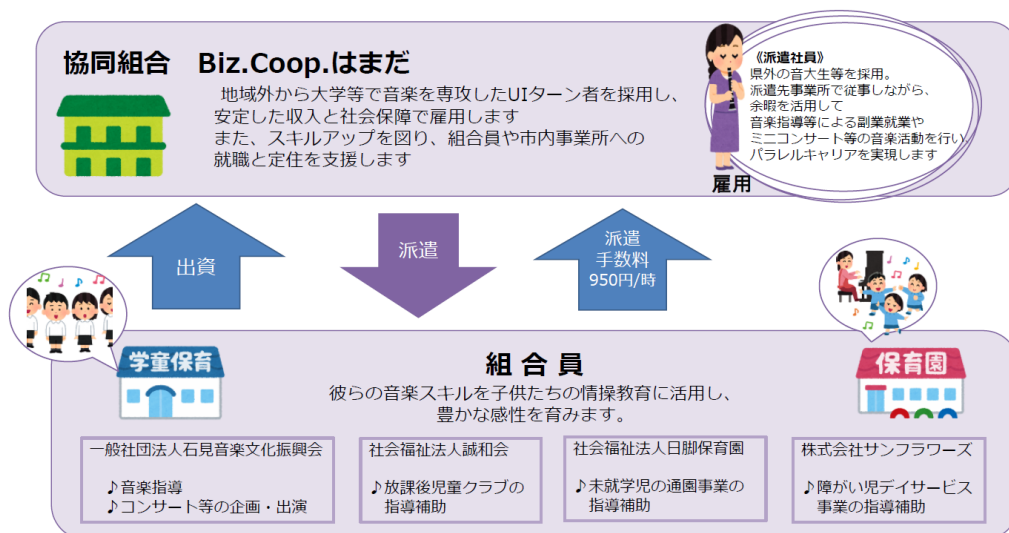 協同組合 Biz.Coop.はまだ
地域外から大学等で音楽を専攻したUIターン者を採用し、
安定した収入と社会保障で雇用します
また、スキルアップを図り、組合員や市内事業所への
就職と定住を支援します
《派遣社員》
県外の音大生等を採用。
派遣先事業所で従事しながら、
余暇を活用して
音楽指導等による副業就業や
ミニコンサート等の音楽活動を行い、
パラレルキャリアを実現します
雇用
出資
派遣
派遣
手数料
950円/時
学童保育
組合員
保育園
彼らの音楽スキルを子供たちの情操教育に活用し、
豊かな感性を育みます。
一般社団法人石見音楽文化振興会
♪音楽指導
♪コンサート等の企画・出演
社会福祉法人誠和会
♪放課後児童クラブの
指導補助
社会福祉法人日脚保育園
♪未就学児の通園事業の
指導補助
株式会社サンフラワーズ
♪障がい児デイサービス
事業の指導補助